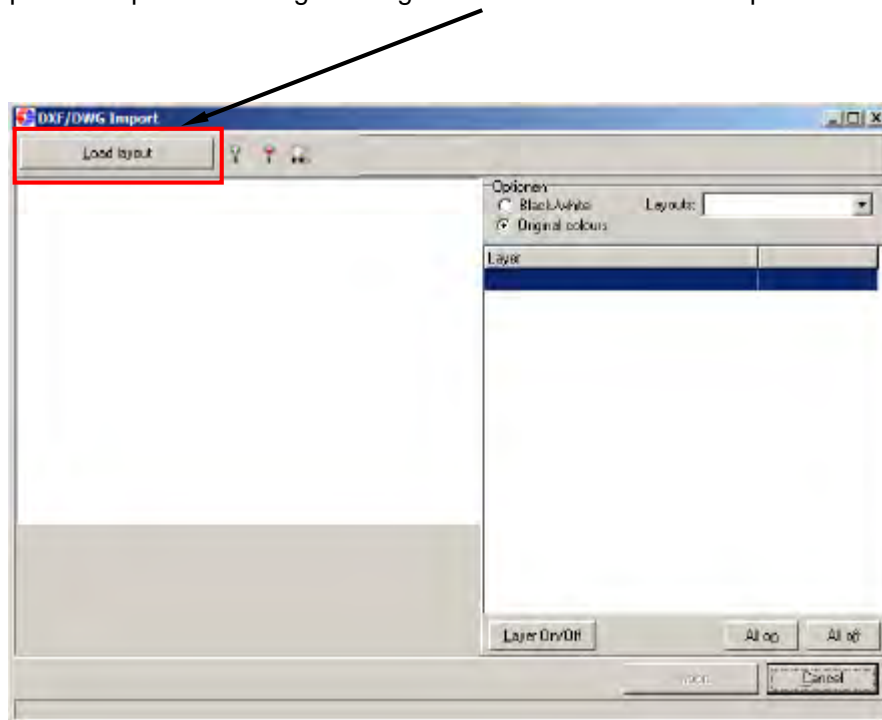 DXF/DWG Import
Load layout
Optionen
Black/white
Layouts:
Original colours
Layer
Layer On/Off
All on
All off
Cancel